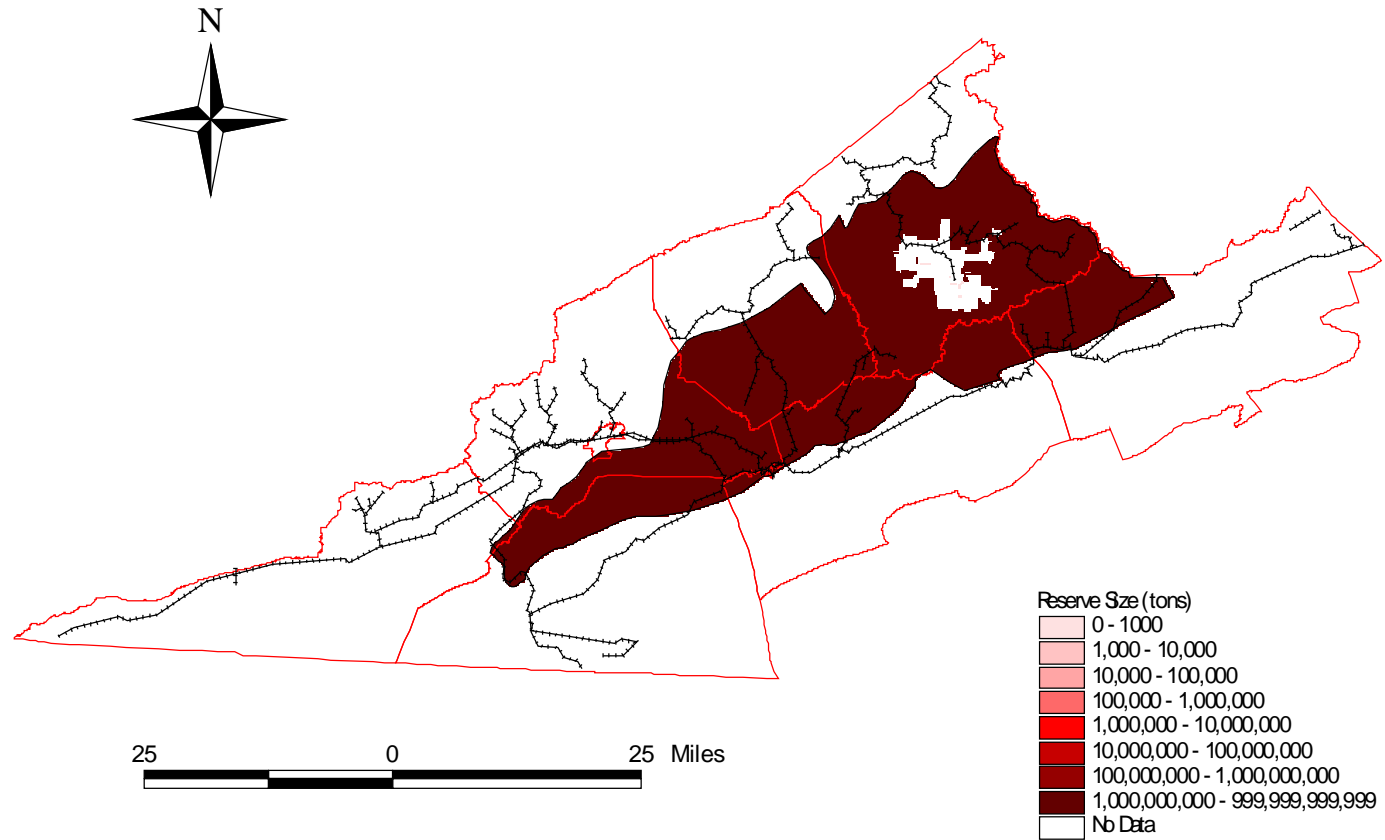 N
Reserve Size (tons)
0 - 1000
1,000 - 10,000
10,000 - 100,000
100,000 - 1,000,000
1,000,000 - 10,000,000
10,000,000 - 100,000,000
100,000,000 - 1,000,000,000
1,000,000,000 - 999,999,999,999
No Data
25 0 25 Miles